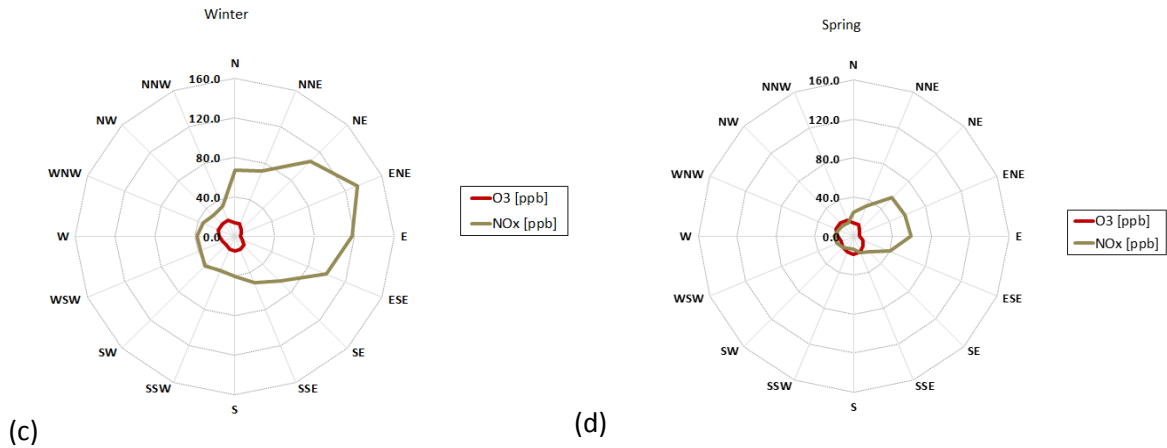 Winter
N
160.0
NNW
NNE
120.0
NW
NE
80.0
WNW
ENE
40.0
W
0.0
E
WSW
ESE
SW
SE
SSW
SSE
S
O3 [ppb]
NOx [ppb]
(c)
Spring
N
160.0
NNW
NNE
120.0
NW
NE
80.0
WNW
ENE
40.0
W
0.0
E
WSW
ESE
SW
SE
SSW
SSE
S
O3 [ppb]
NOx [ppb]
(d)